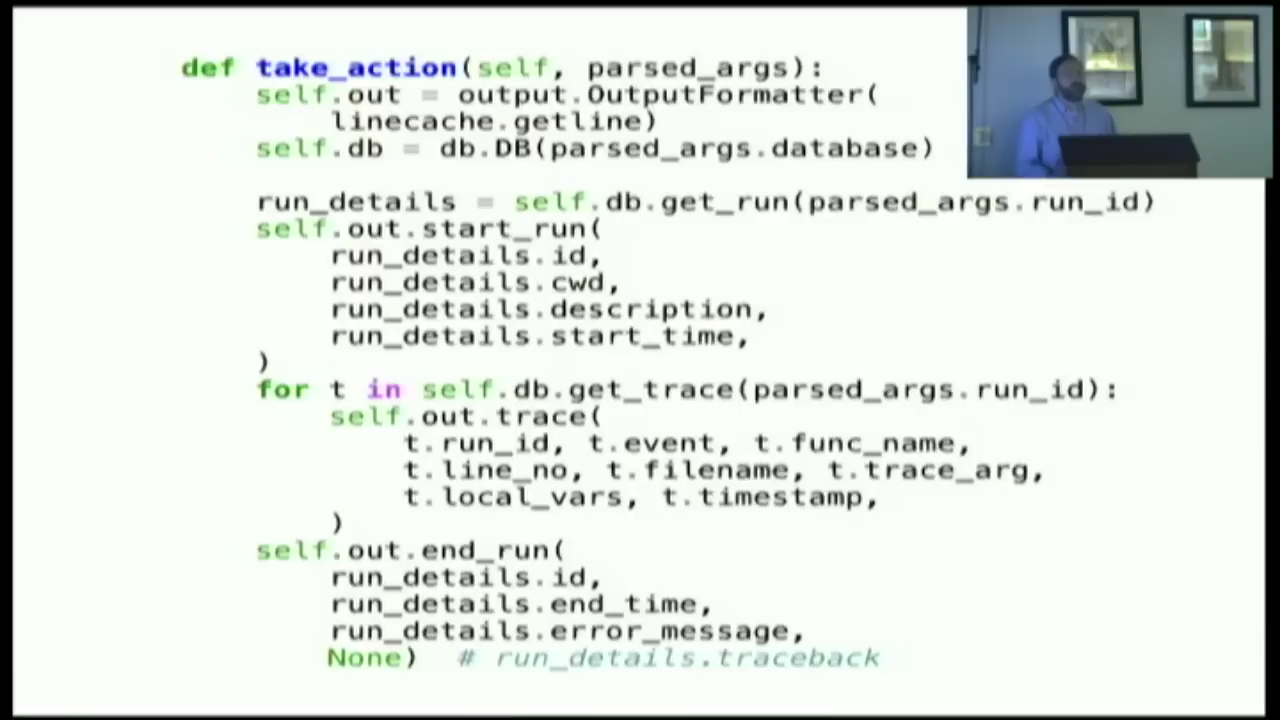 def take_action(self, parsed_args):
    self.out = output.OutputFormatter(
        linecache.getline)
    self.db = db.DB(parsed_args.database)
    run_details = self.db.get_run(parsed_args.run_id)
    self.out.start_run(
        run_details.id,
        run_details.cwd,
        run_details.description,
        run_details.start_time,
    )
    for t in self.db.get_trace(parsed_args.run_id):
        self.out.trace(
            t.run_id, t.event, t.func_name,
            t.line_no, t.filename, t.trace_arg,
            t.local_vars, t.timestamp,
        )
    self.out.end_run(
        run_details.id,
        run_details.end_time,
        run_details.error_message,
        None)  # run_details.traceback